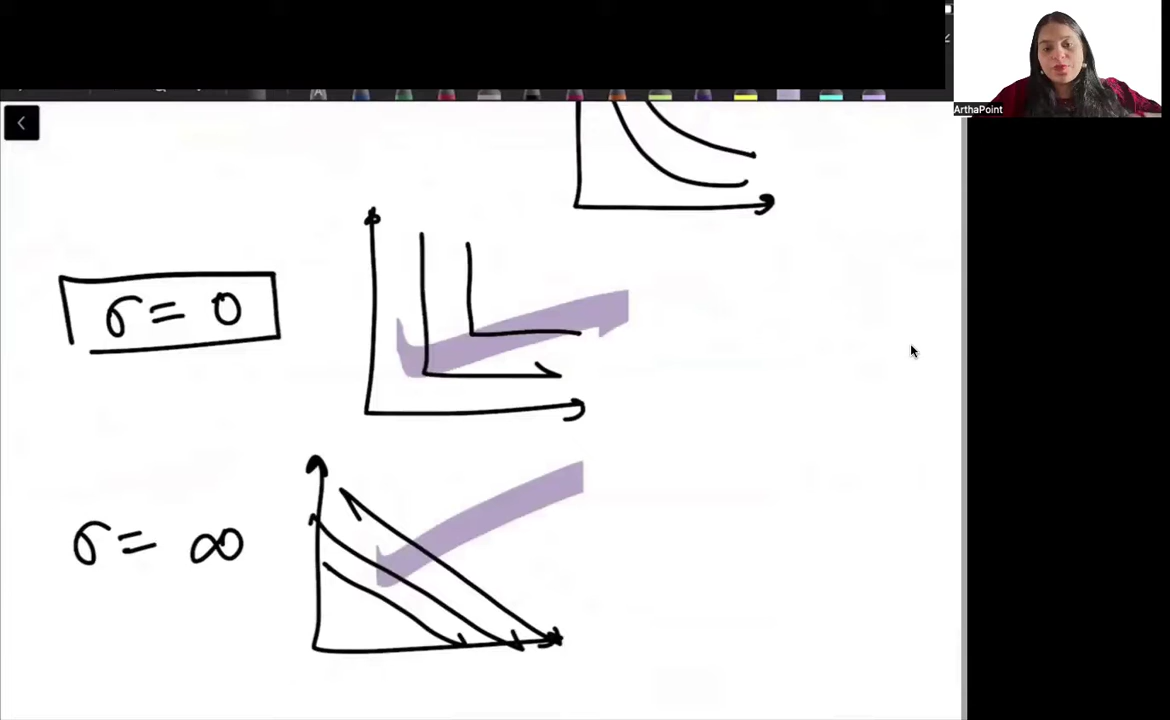 ArthaPoint
σ = 0
σ = ∞